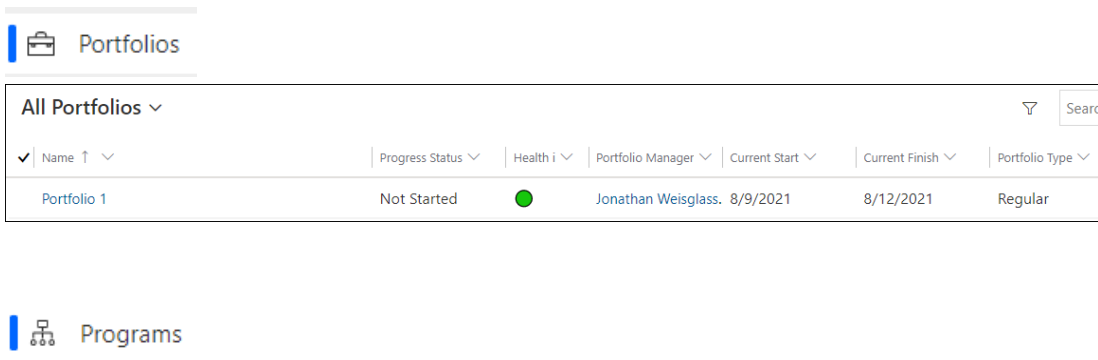 Portfolios
All Portfolios
Name Progress Status Health i Portfolio Manager Current Start Current Finish Portfolio Type
Portfolio 1 Not Started Jonathan Weisglass. 8/9/2021 8/12/2021 Regular
Programs